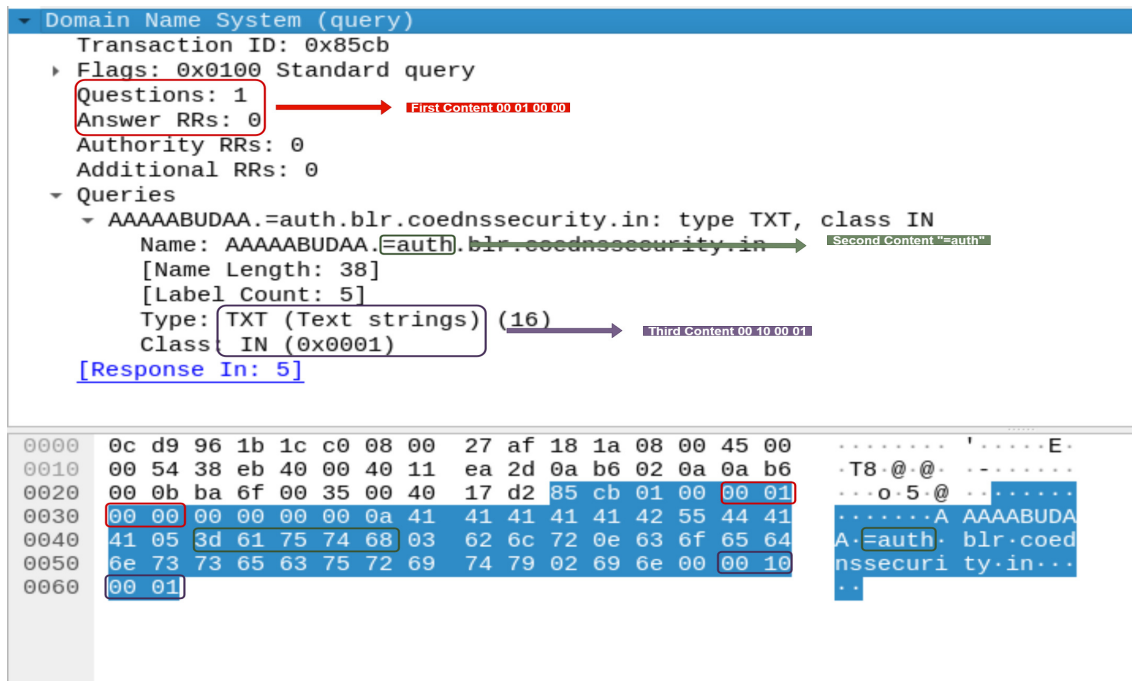 Domain Name System (query)
Transaction ID: 0x85cb
Flags: 0x0100 Standard query
Questions: 1
First Content 00 01 00 00
Answer RRs: 0
Authority RRs: 0
Additional RRs: 0
Queries
AAAAABUDAA.=auth.blr.coednssecurity.in: type TXT, class IN
Name: AAAAABUDAA.=auth.blr.coednssecurity.in
Second Content "=auth"
[Name Length: 38]
[Label Count: 5]
Type: TXT (Text strings) (16)
Third Content 00 10 00 01
Class: IN (0x0001)
[Response In: 5]
0000 0c d9 96 1b 1c c0 08 00 27 af 18 1a 08 00 45 00 ········ '·····E·
0010 00 54 38 eb 40 00 40 11 ea 2d 0a b6 02 0a 0a b6 ·T8·@·@· ·-······
0020 00 0b ba 6f 00 35 00 40 17 d2 85 cb 01 00 00 01 ···o·5·@ ········
0030 00 00 00 00 00 00 0a 41 41 41 41 41 42 55 44 41 ·······A AAAABUDA
0040 41 05 3d 61 75 74 68 03 62 6c 72 0e 63 6f 65 64 A·=auth· blr·coed
0050 6e 73 73 65 63 75 72 69 74 79 02 69 6e 00 00 10 nssecuri ty·in···
0060 00 01 ··